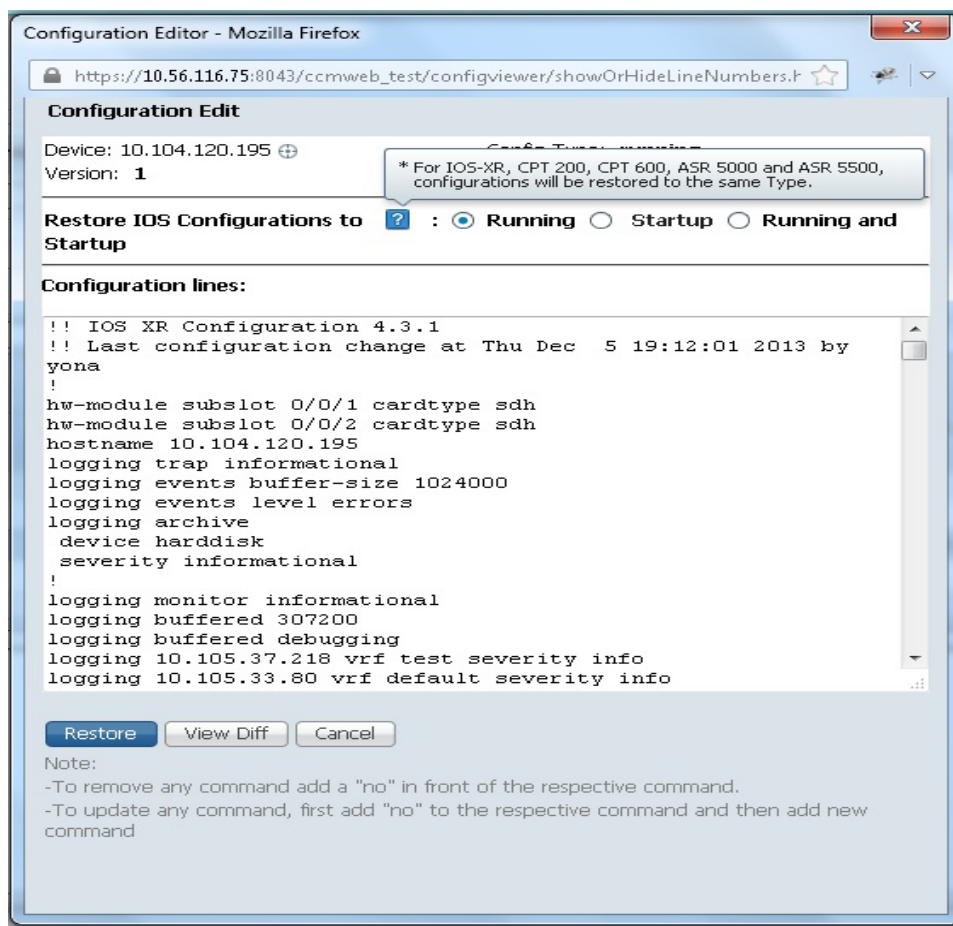 Configuration Editor - Mozilla Firefox
https://10.56.116.75:8043/ccmweb_test/configviewer/showOrHideLineNumbers.h
Configuration Edit
Device: 10.104.120.195
Version: 1
* For IOS-XR, CPT 200, CPT 600, ASR 5000 and ASR 5500,
configurations will be restored to the same Type.
Restore IOS Configurations to ? : Running Startup Running and
Startup
Configuration lines:
!! IOS XR Configuration 4.3.1
!! Last configuration change at Thu Dec  5 19:12:01 2013 by
yona
!
hw-module subslot 0/0/1 cardtype sdh
hw-module subslot 0/0/2 cardtype sdh
hostname 10.104.120.195
logging trap informational
logging events buffer-size 1024000
logging events level errors
logging archive
 device harddisk
 severity informational
!
logging monitor informational
logging buffered 307200
logging buffered debugging
logging 10.105.37.218 vrf test severity info
logging 10.105.33.80 vrf default severity info
Restore View Diff Cancel
Note:
-To remove any command add a "no" in front of the respective command.
-To update any command, first add "no" to the respective command and then add new
command